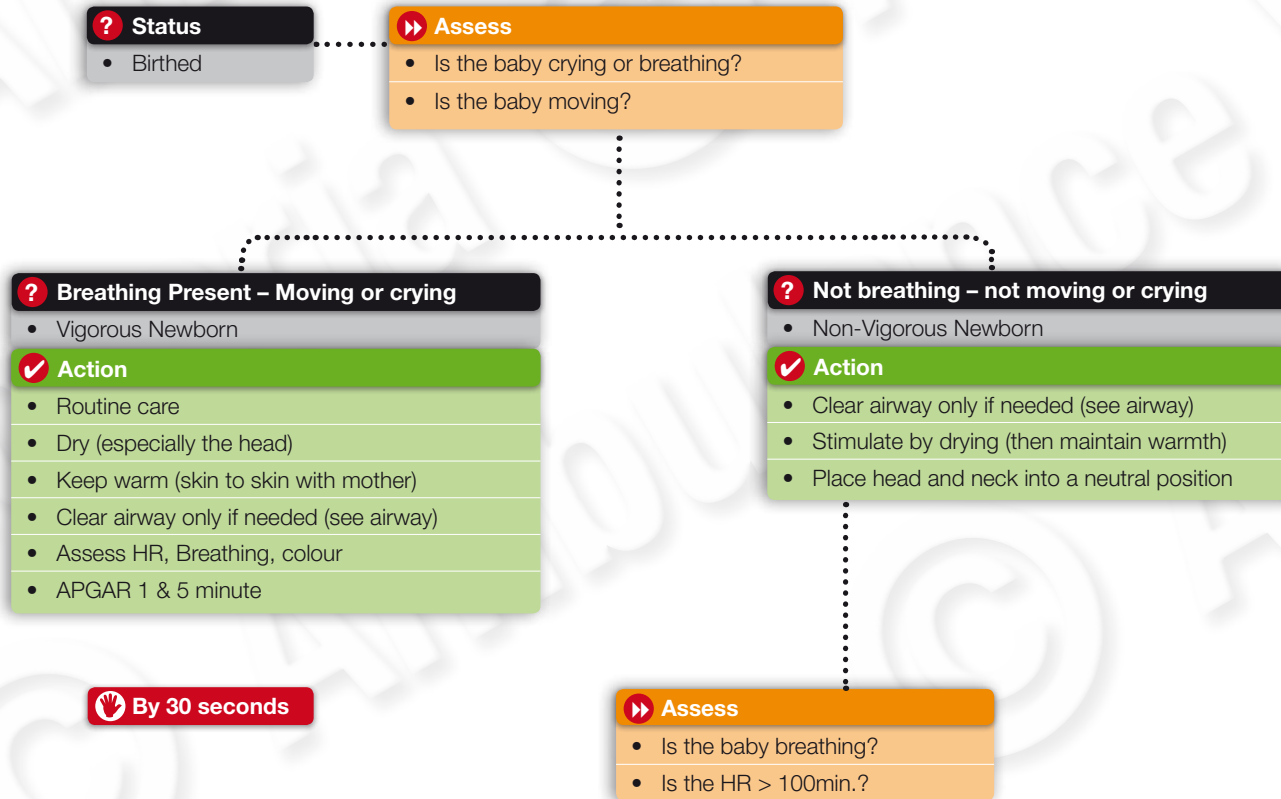 Status
• Birthed
Assess
• Is the baby crying or breathing?
• Is the baby moving?
? Breathing Present – Moving or crying
• Vigorous Newborn
Action
• Routine care
• Dry (especially the head)
• Keep warm (skin to skin with mother)
• Clear airway only if needed (see airway)
• Assess HR, Breathing, colour
• APGAR 1 & 5 minute
? Not breathing – not moving or crying
• Non-Vigorous Newborn
Action
• Clear airway only if needed (see airway)
• Stimulate by drying (then maintain warmth)
• Place head and neck into a neutral position
By 30 seconds
Assess
• Is the baby breathing?
• Is the HR > 100min.?